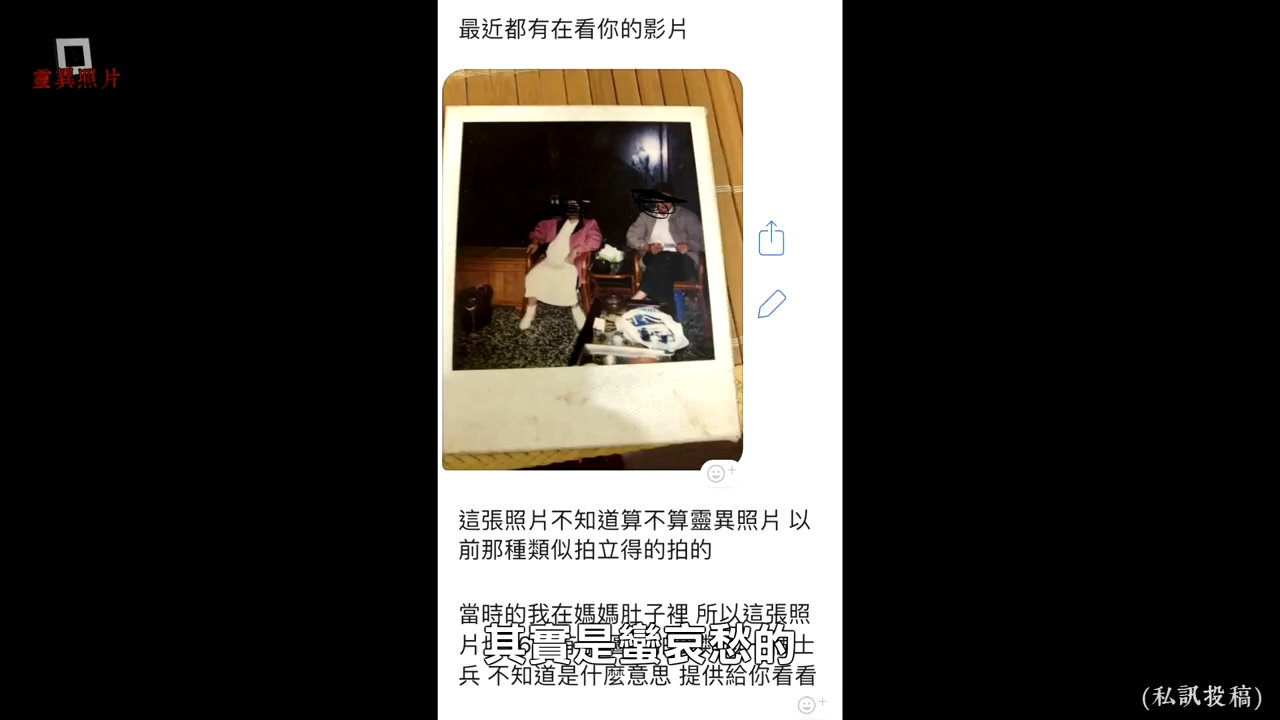 最近都有在看你的影片
靈異照片
這張照片不知道算不算靈異照片 以
前那種類似拍立得的拍的
當時的我在媽媽肚子裡 所以這張照
片
士
其實是蠻哀愁的
兵 不知道是什麼意思 提供給你看看
(私訊投稿)